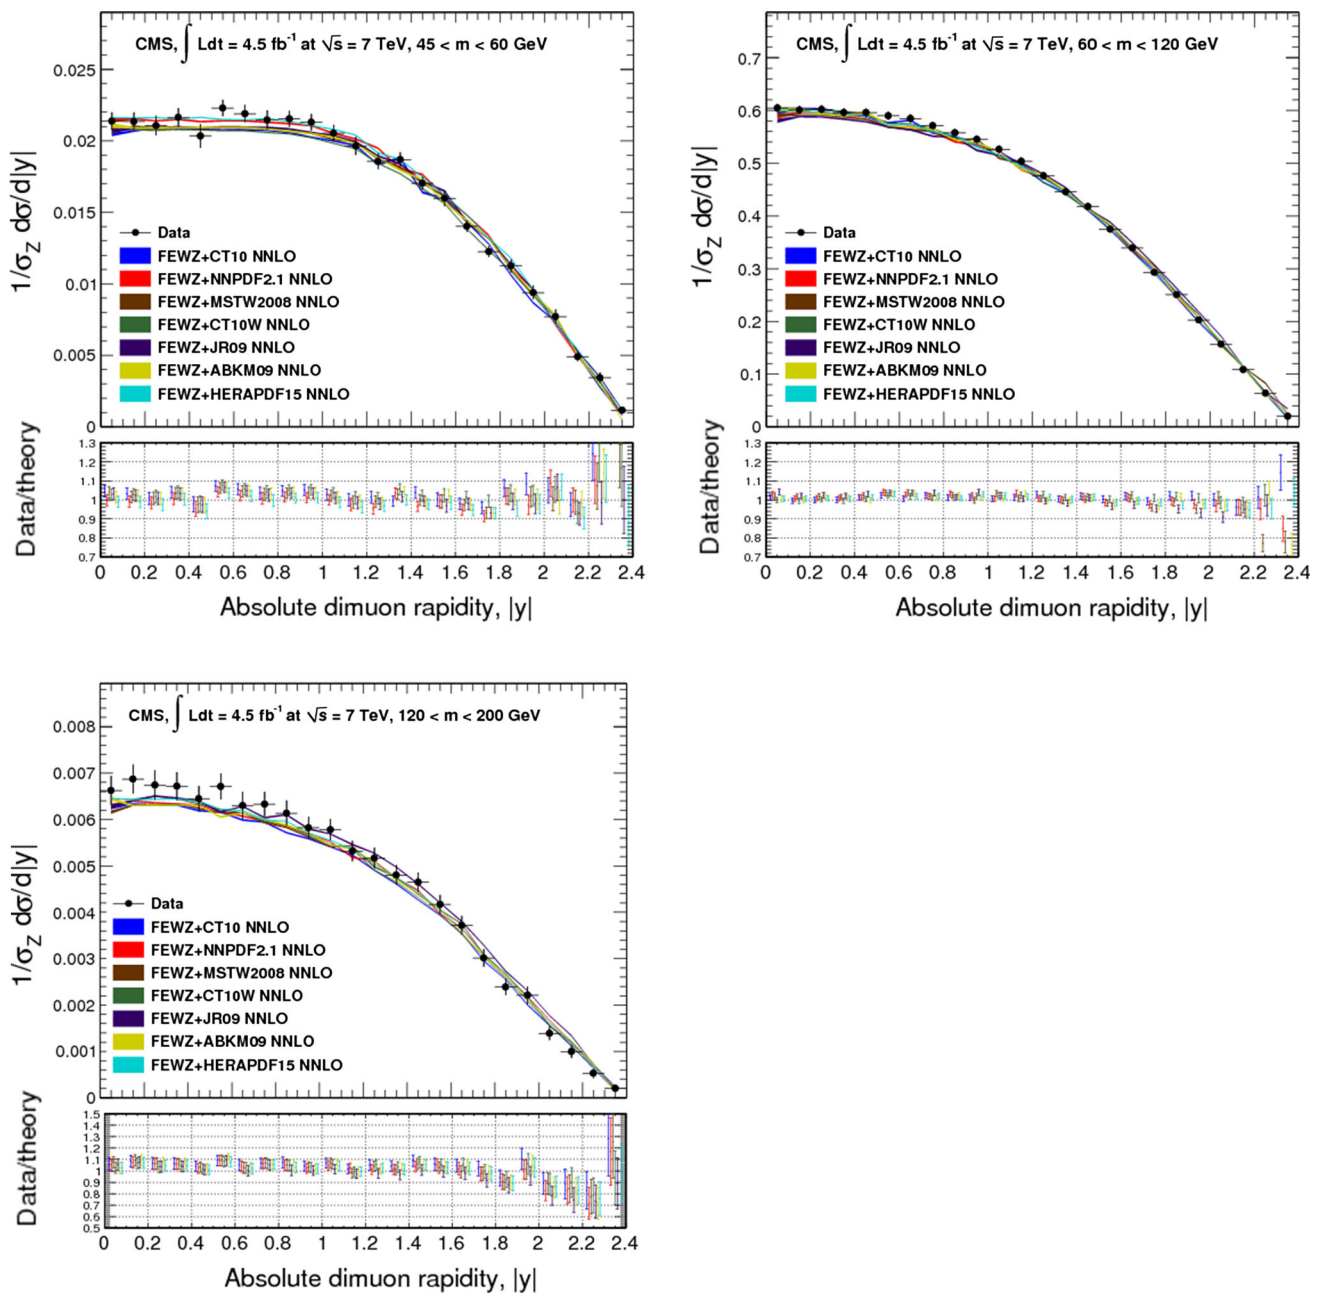 CMS, ∫ Ldt = 4.5 fb⁻¹ at √s = 7 TeV, 45 < m < 60 GeV
0.025
0.02
0.015
0.01
0.005
0
1/σ_Z dσ/d|y|
Data
FEWZ+CT10 NNLO
FEWZ+NNPDF2.1 NNLO
FEWZ+MSTW2008 NNLO
FEWZ+CT10W NNLO
FEWZ+JR09 NNLO
FEWZ+ABKM09 NNLO
FEWZ+HERAPDF15 NNLO
Data/theory
1.3
1.2
1.1
1
0.9
0.8
0.7
0 0.2 0.4 0.6 0.8 1 1.2 1.4 1.6 1.8 2 2.2 2.4
Absolute dimuon rapidity, |y|
CMS, ∫ Ldt = 4.5 fb⁻¹ at √s = 7 TeV, 60 < m < 120 GeV
0.7
0.6
0.5
0.4
0.3
0.2
0.1
0
1/σ_Z dσ/d|y|
Data
FEWZ+CT10 NNLO
FEWZ+NNPDF2.1 NNLO
FEWZ+MSTW2008 NNLO
FEWZ+CT10W NNLO
FEWZ+JR09 NNLO
FEWZ+ABKM09 NNLO
FEWZ+HERAPDF15 NNLO
Data/theory
1.3
1.2
1.1
1
0.9
0.8
0.7
0 0.2 0.4 0.6 0.8 1 1.2 1.4 1.6 1.8 2 2.2 2.4
Absolute dimuon rapidity, |y|
CMS, ∫ Ldt = 4.5 fb⁻¹ at √s = 7 TeV, 120 < m < 200 GeV
0.008
0.007
0.006
0.005
0.004
0.003
0.002
0.001
0
1/σ_Z dσ/d|y|
Data
FEWZ+CT10 NNLO
FEWZ+NNPDF2.1 NNLO
FEWZ+MSTW2008 NNLO
FEWZ+CT10W NNLO
FEWZ+JR09 NNLO
FEWZ+ABKM09 NNLO
FEWZ+HERAPDF15 NNLO
Data/theory
1.5
1.4
1.3
1.2
1.1
1
0.9
0.8
0.7
0.6
0.5
0 0.2 0.4 0.6 0.8 1 1.2 1.4 1.6 1.8 2 2.2 2.4
Absolute dimuon rapidity, |y|